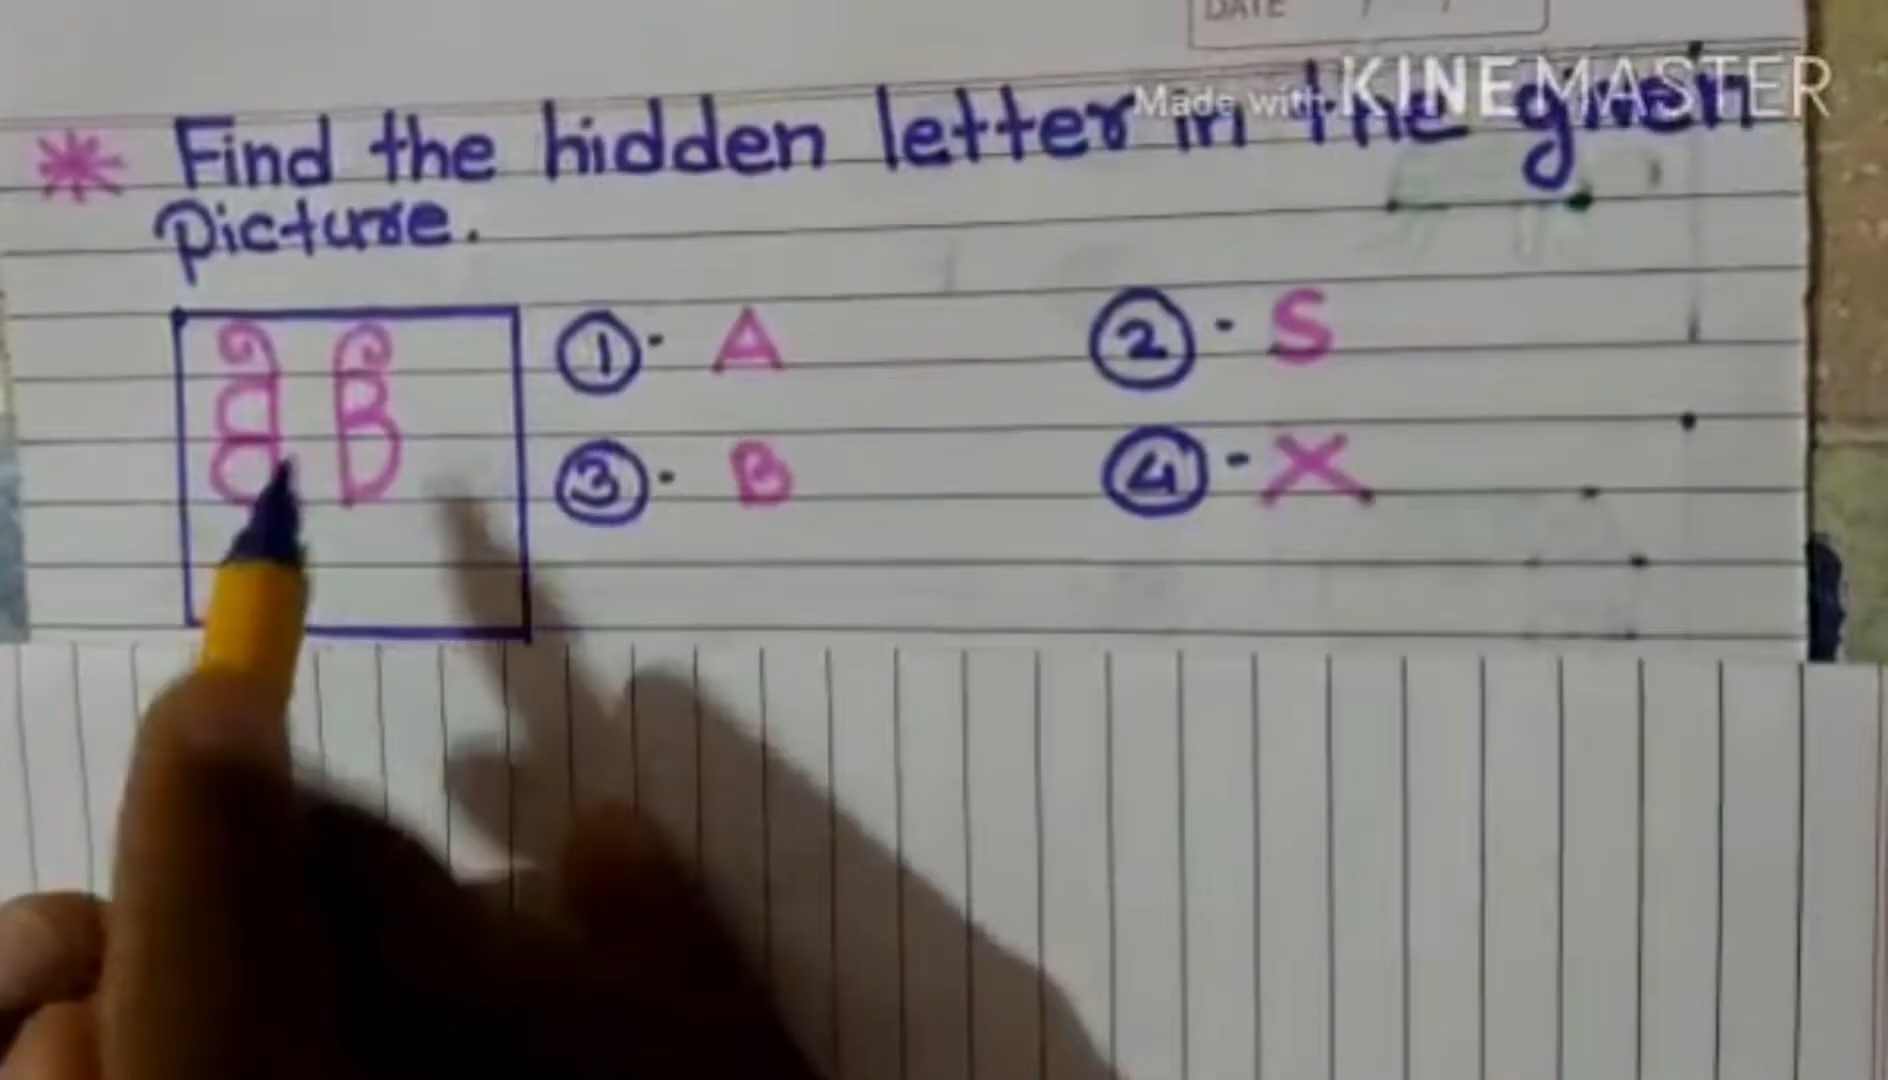 DATE / /
Made with KINEMASTER
Find the hidden letter in the given
picture.
B B
① - A ② - S
③ - B ④ - X